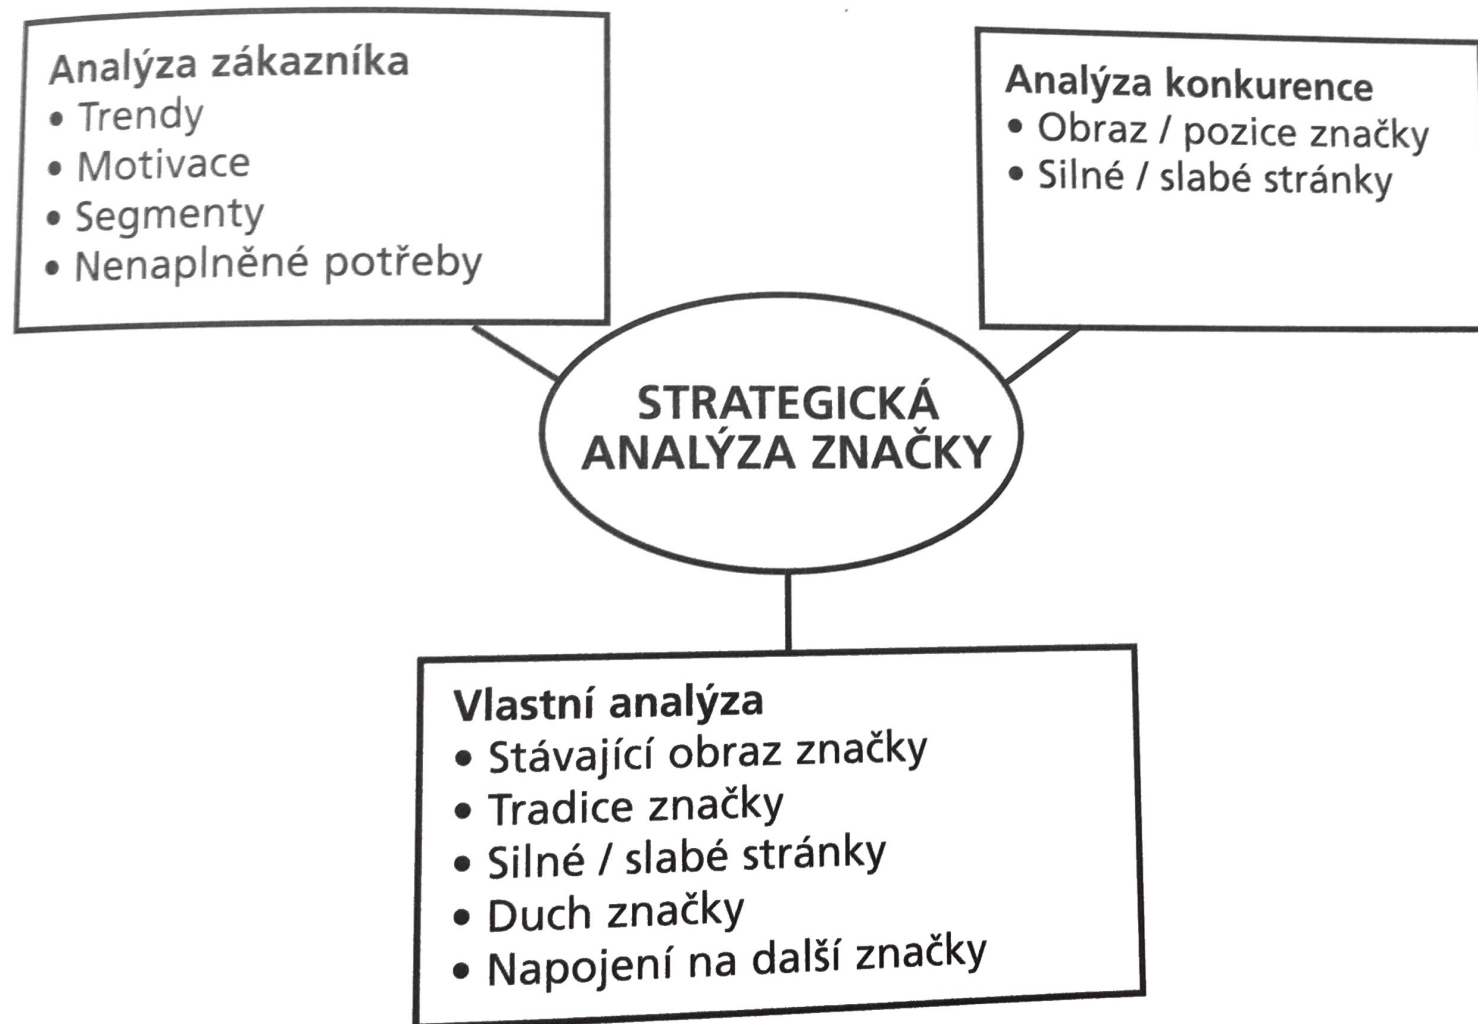 Analýza zákazníka
• Trendy
• Motivace
• Segmenty
• Nenaplněné potřeby
Analýza konkurence
• Obraz / pozice značky
• Silné / slabé stránky
STRATEGICKÁ
ANALÝZA ZNAČKY
Vlastní analýza
• Stávající obraz značky
• Tradice značky
• Silné / slabé stránky
• Duch značky
• Napojení na další značky